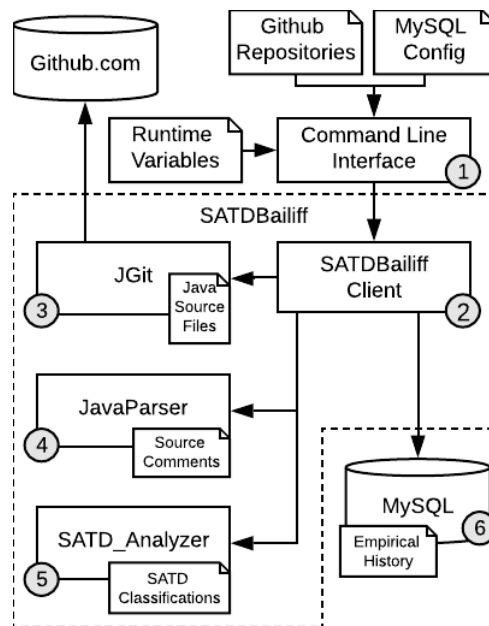 Github.com
Github
Repositories
MySQL
Config
Runtime
Variables
Command Line
Interface
1
SATDBailiff
JGit
Java
Source
Files
3
SATDBailiff
Client
2
JavaParser
Source
Comments
4
SATD_Analyzer
SATD
Classifications
5
MySQL
Empirical
History
6